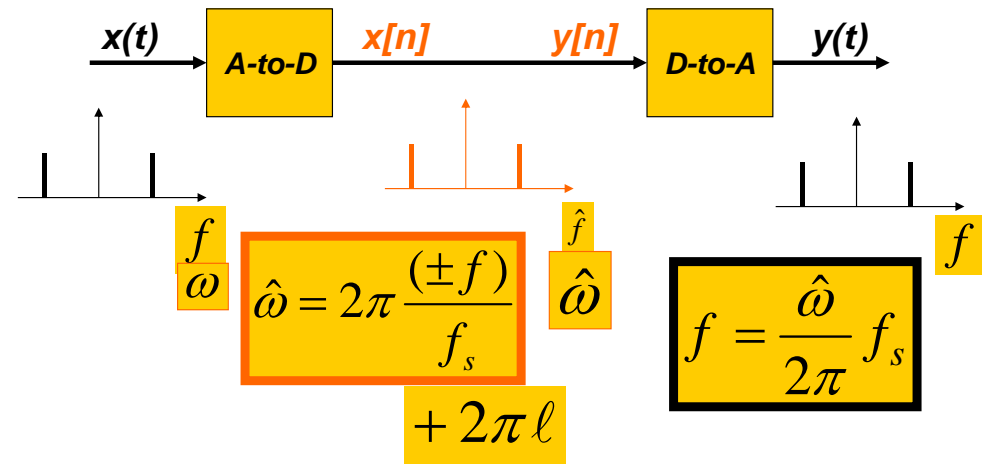 x(t) A-to-D x[n] y[n] D-to-A y(t)
f
ω
f̂
ω̂
f
ω̂ = 2π (±f) / f_s
+ 2πℓ
f = ω̂ / 2π f_s